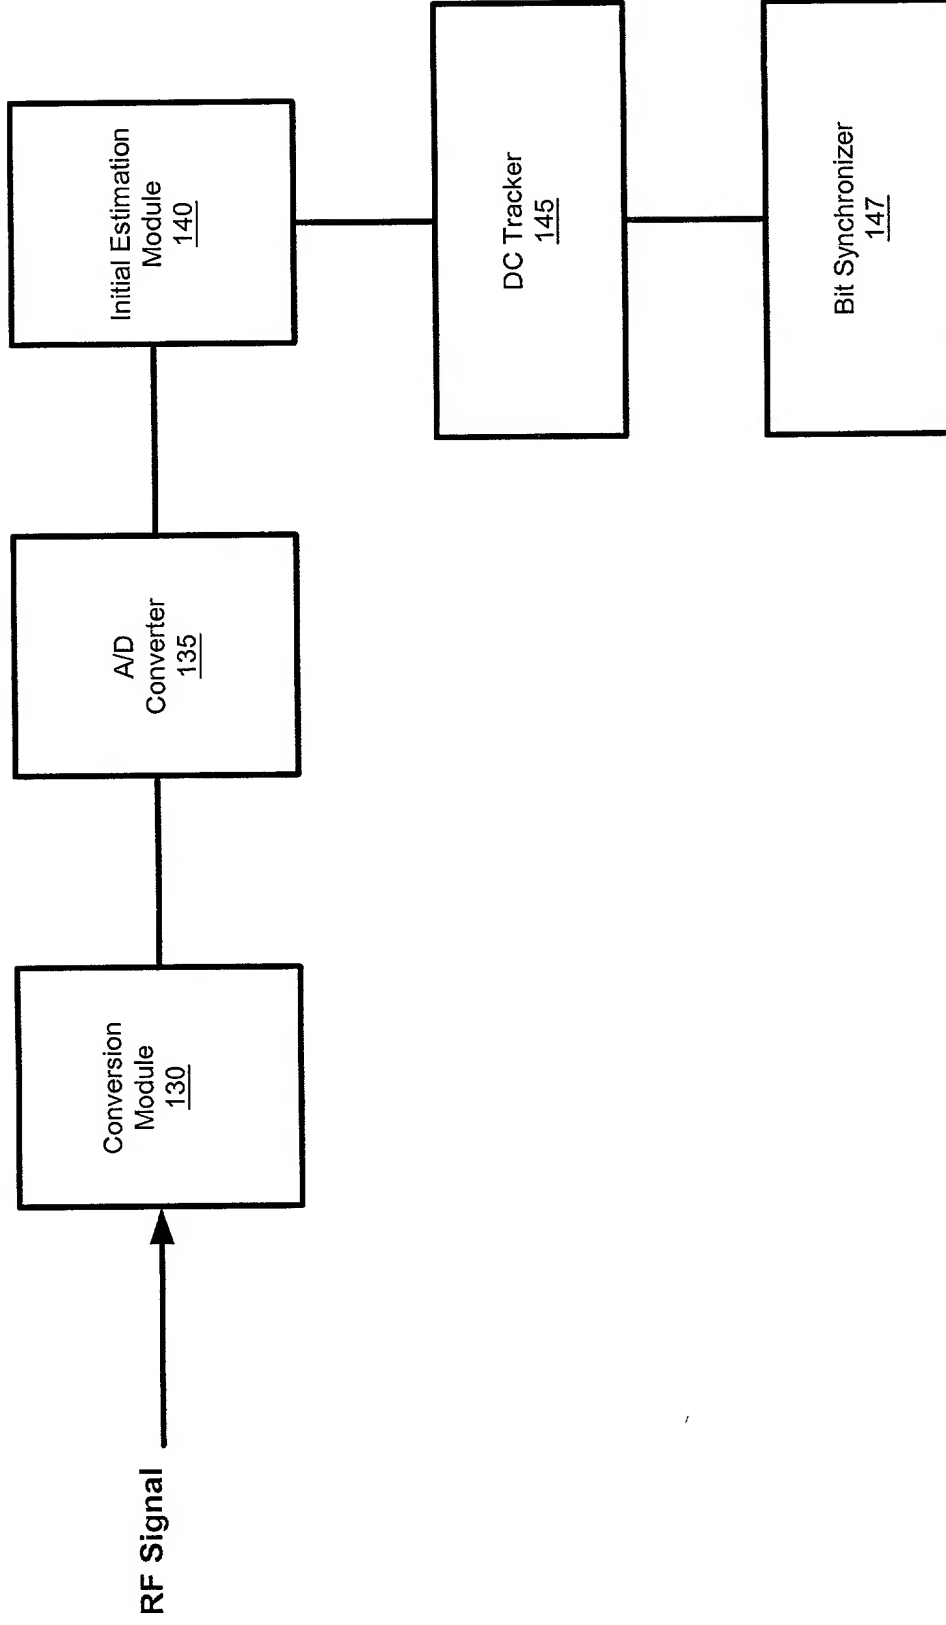 RF Signal
Conversion
Module
130
A/D
Converter
135
Initial Estimation
Module
140
DC Tracker
145
Bit Synchronizer
147